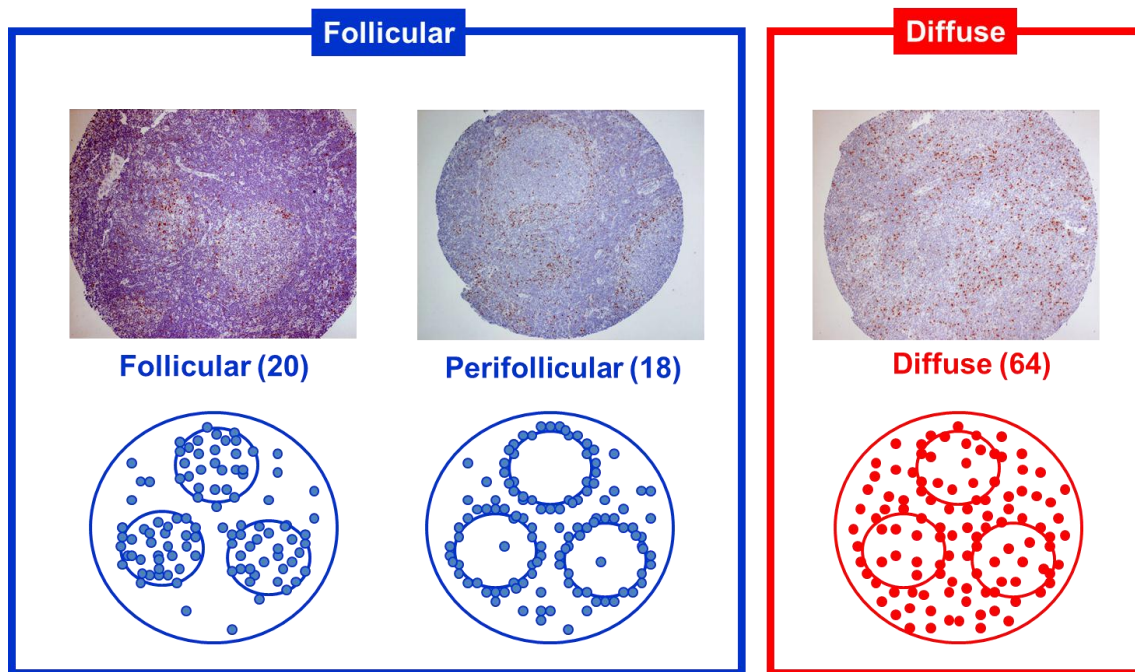 Follicular
Diffuse
Follicular (20)
Perifollicular (18)
Diffuse (64)